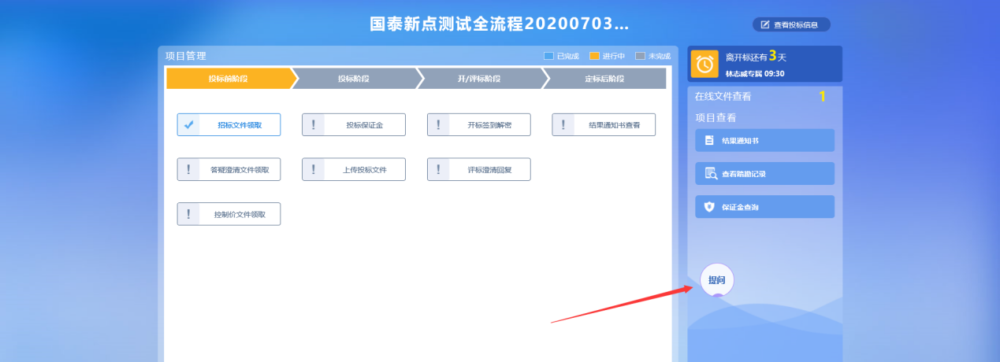 国泰新点测试全流程20200703...
查看投标信息
项目管理
已完成 进行中 未完成
投标前阶段 投标阶段 开/评标阶段 定标后阶段
招标文件领取 投标保证金 开标签到解密 结果通知书查看
答疑澄清文件领取 上传投标文件 评标澄清回复
控制价文件领取
离开标还有3天
林志威专属 09:30
在线文件查看 1
项目查看
结果通知书
查看踏勘记录
保证金查询
提问